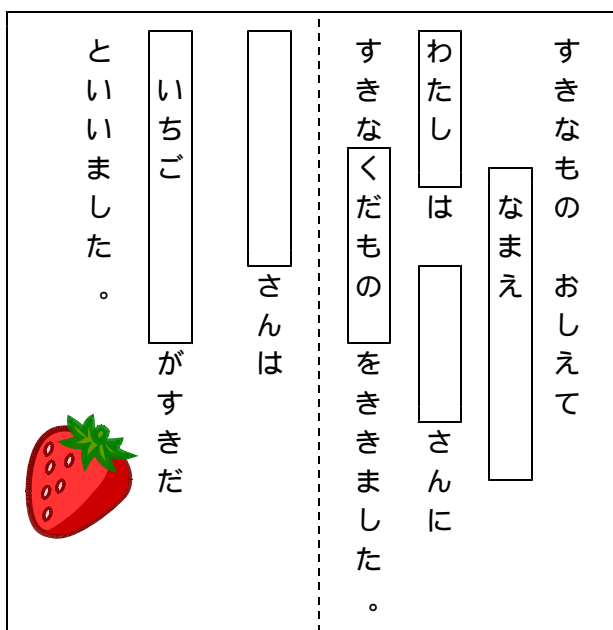 すきなもの　おしえて
なまえ
わたしは　さんに
すきなくだものをききました。
さんは
いちごがすきだ
といいました。